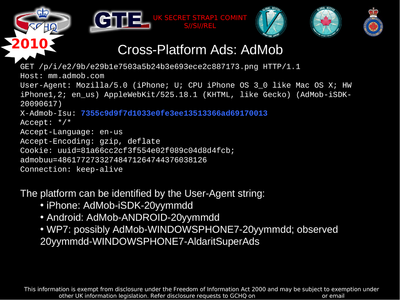 GCHQ
GTE
UK SECRET STRAP1 COMINT
S//SI//REL
2010
Cross-Platform Ads: AdMob
GET /p/i/e2/9b/e29b1e7503a5b24b3e693ece2c887173.png HTTP/1.1
Host: mm.admob.com
User-Agent: Mozilla/5.0 (iPhone; U; CPU iPhone OS 3_0 like Mac OS X; HW
iPhone1,2; en_us) AppleWebKit/525.18.1 (KHTML, like Gecko) (AdMob-iSDK-
20090617)
X-Admob-Isu: 7355c9d9f7d1033e0fe3ee13513366ad69170013
Accept: */*
Accept-Language: en-us
Accept-Encoding: gzip, deflate
Cookie: uuid=81a66cc2cf3f554e02f089c04d8d4fcb;
admobuu=48617727332748471264744376038126
Connection: keep-alive
The platform can be identified by the User-Agent string:
• iPhone: AdMob-iSDK-20yymmdd
• Android: AdMob-ANDROID-20yymmdd
• WP7: possibly AdMob-WINDOWSPHONE7-20yymmdd; observed
20yymmdd-WINDOWSPHONE7-AldaritSuperAds
This information is exempt from disclosure under the Freedom of Information Act 2000 and may be subject to exemption under
other UK information legislation. Refer disclosure requests to GCHQ on or email